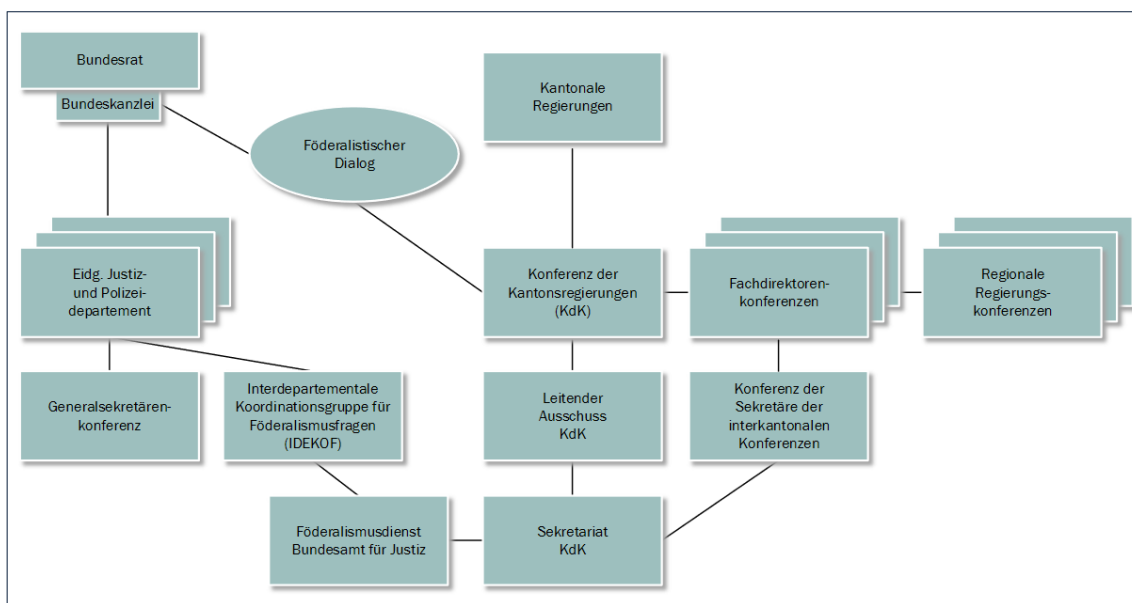 Bundesrat
Bundeskanzlei
Föderalistischer
Dialog
Kantonale
Regierungen
Eidg. Justiz-
und Polizei-
departement
Konferenz der
Kantonsregierungen
(KdK)
Fachdirektoren-
konferenzen
Regionale
Regierungs-
konferenzen
Generalsekretären-
konferenz
Interdepartementale
Koordinationsgruppe für
Föderalismusfragen
(IDEKOF)
Leitender
Ausschuss
KdK
Konferenz der
Sekretäre der
interkantonalen
Konferenzen
Föderalismusdienst
Bundesamt für Justiz
Sekretariat
KdK